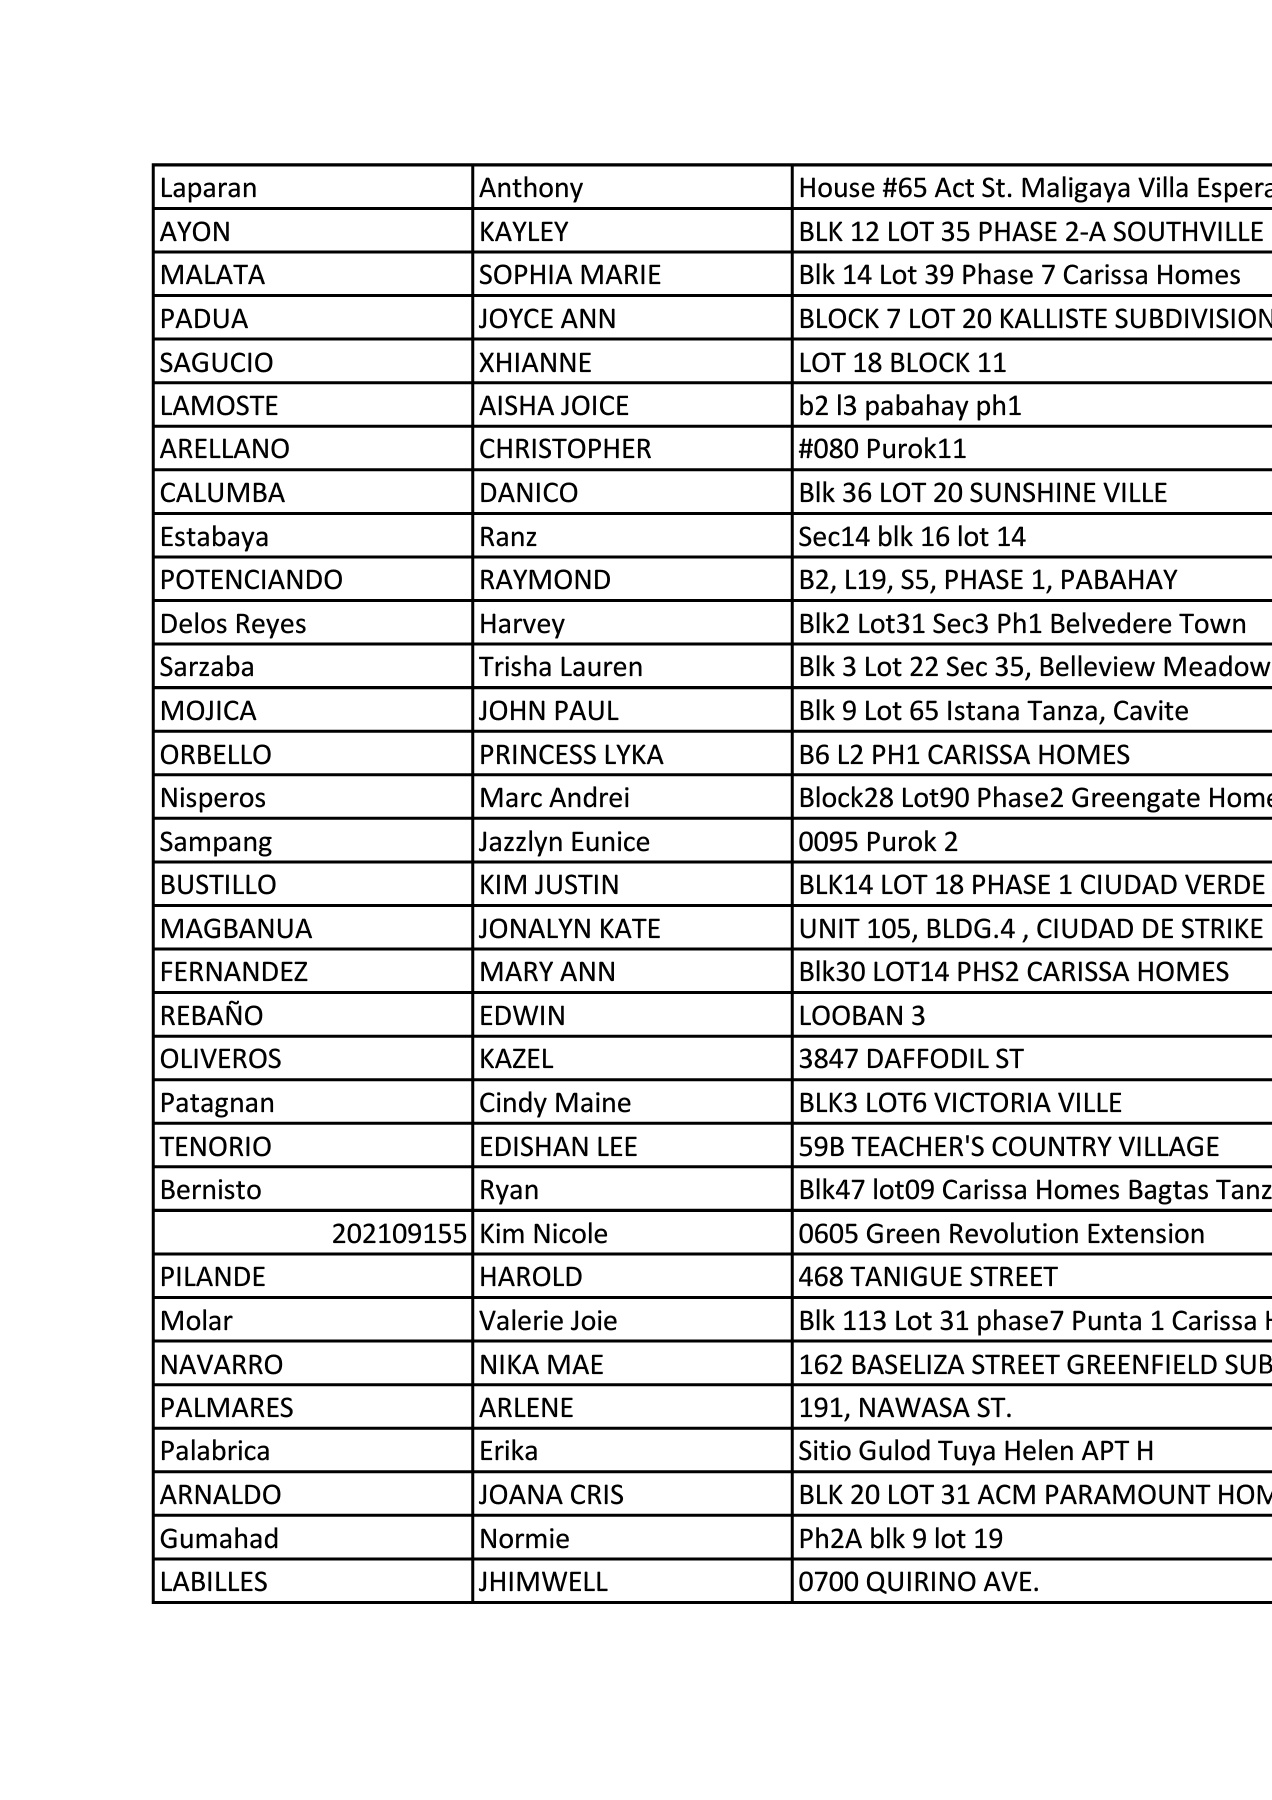 Laparan Anthony House #65 Act St. Maligaya Villa Espera
AYON KAYLEY BLK 12 LOT 35 PHASE 2-A SOUTHVILLE
MALATA SOPHIA MARIE Blk 14 Lot 39 Phase 7 Carissa Homes
PADUA JOYCE ANN BLOCK 7 LOT 20 KALLISTE SUBDIVISION
SAGUCIO XHIANNE LOT 18 BLOCK 11
LAMOSTE AISHA JOICE b2 l3 pabahay ph1
ARELLANO CHRISTOPHER #080 Purok11
CALUMBA DANICO Blk 36 LOT 20 SUNSHINE VILLE
Estabaya Ranz Sec14 blk 16 lot 14
POTENCIANDO RAYMOND B2, L19, S5, PHASE 1, PABAHAY
Delos Reyes Harvey Blk2 Lot31 Sec3 Ph1 Belvedere Town
Sarzaba Trisha Lauren Blk 3 Lot 22 Sec 35, Belleview Meadow
MOJICA JOHN PAUL Blk 9 Lot 65 Istana Tanza, Cavite
ORBELLO PRINCESS LYKA B6 L2 PH1 CARISSA HOMES
Nisperos Marc Andrei Block28 Lot90 Phase2 Greengate Home
Sampang Jazzlyn Eunice 0095 Purok 2
BUSTILLO KIM JUSTIN BLK14 LOT 18 PHASE 1 CIUDAD VERDE
MAGBANUA JONALYN KATE UNIT 105, BLDG.4 , CIUDAD DE STRIKE
FERNANDEZ MARY ANN Blk30 LOT14 PHS2 CARISSA HOMES
REBAÑO EDWIN LOOBAN 3
OLIVEROS KAZEL 3847 DAFFODIL ST
Patagnan Cindy Maine BLK3 LOT6 VICTORIA VILLE
TENORIO EDISHAN LEE 59B TEACHER'S COUNTRY VILLAGE
Bernisto Ryan Blk47 lot09 Carissa Homes Bagtas Tanz
202109155 Kim Nicole 0605 Green Revolution Extension
PILANDE HAROLD 468 TANIGUE STREET
Molar Valerie Joie Blk 113 Lot 31 phase7 Punta 1 Carissa H
NAVARRO NIKA MAE 162 BASELIZA STREET GREENFIELD SUB
PALMARES ARLENE 191, NAWASA ST.
Palabrica Erika Sitio Gulod Tuya Helen APT H
ARNALDO JOANA CRIS BLK 20 LOT 31 ACM PARAMOUNT HOM
Gumahad Normie Ph2A blk 9 lot 19
LABILLES JHIMWELL 0700 QUIRINO AVE.